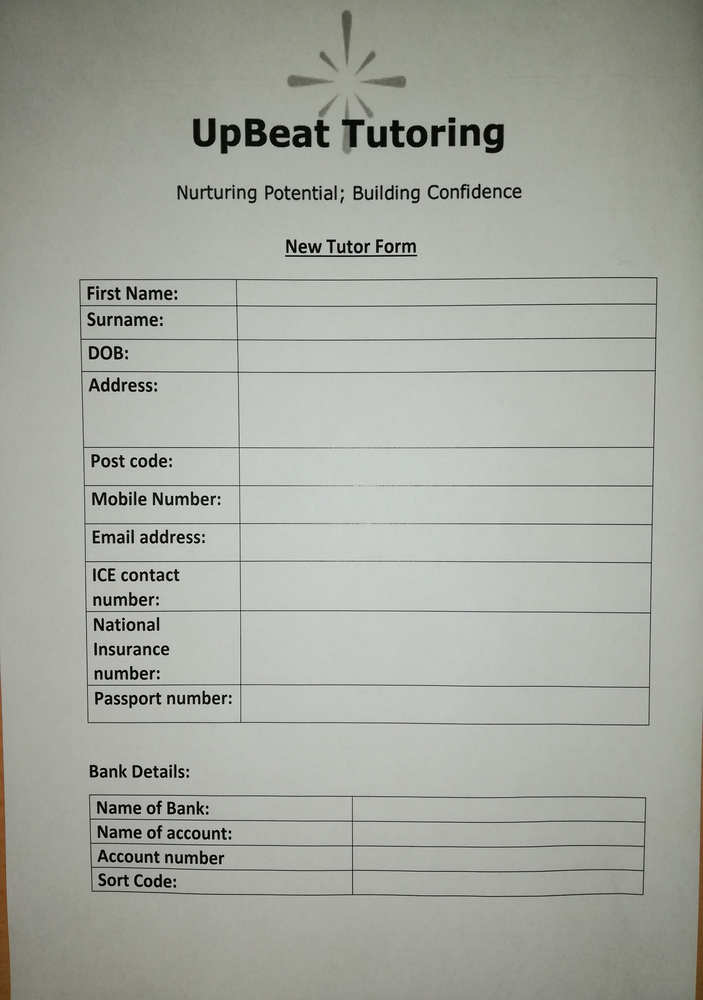 UpBeat Tutoring
Nurturing Potential; Building Confidence
New Tutor Form
First Name:
Surname:
DOB:
Address:
Post code:
Mobile Number:
Email address:
ICE contact
number:
National
Insurance
number:
Passport number:
Bank Details:
Name of Bank:
Name of account:
Account number
Sort Code: